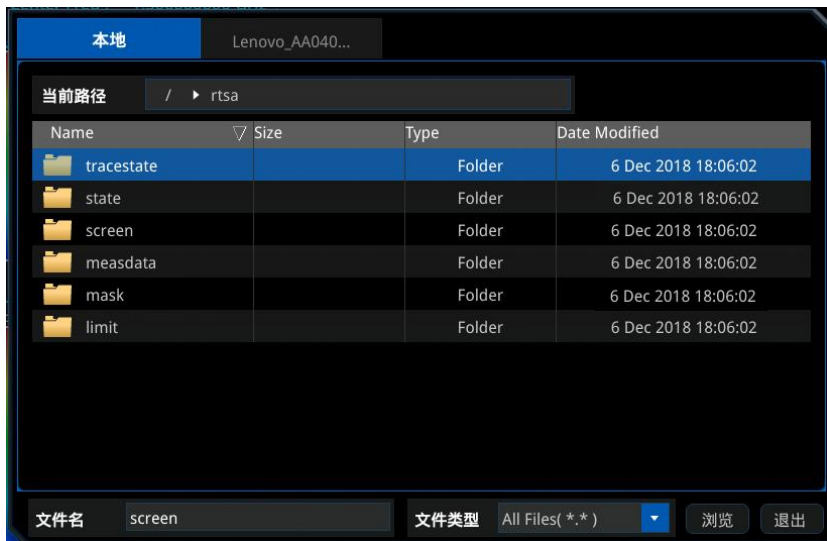 本地 Lenovo_AA040...
当前路径 / rtsa
Name Size Type Date Modified
tracestate Folder 6 Dec 2018 18:06:02
state Folder 6 Dec 2018 18:06:02
screen Folder 6 Dec 2018 18:06:02
measdata Folder 6 Dec 2018 18:06:02
mask Folder 6 Dec 2018 18:06:02
limit Folder 6 Dec 2018 18:06:02
文件名 screen 文件类型 All Files( *.* ) 浏览 退出